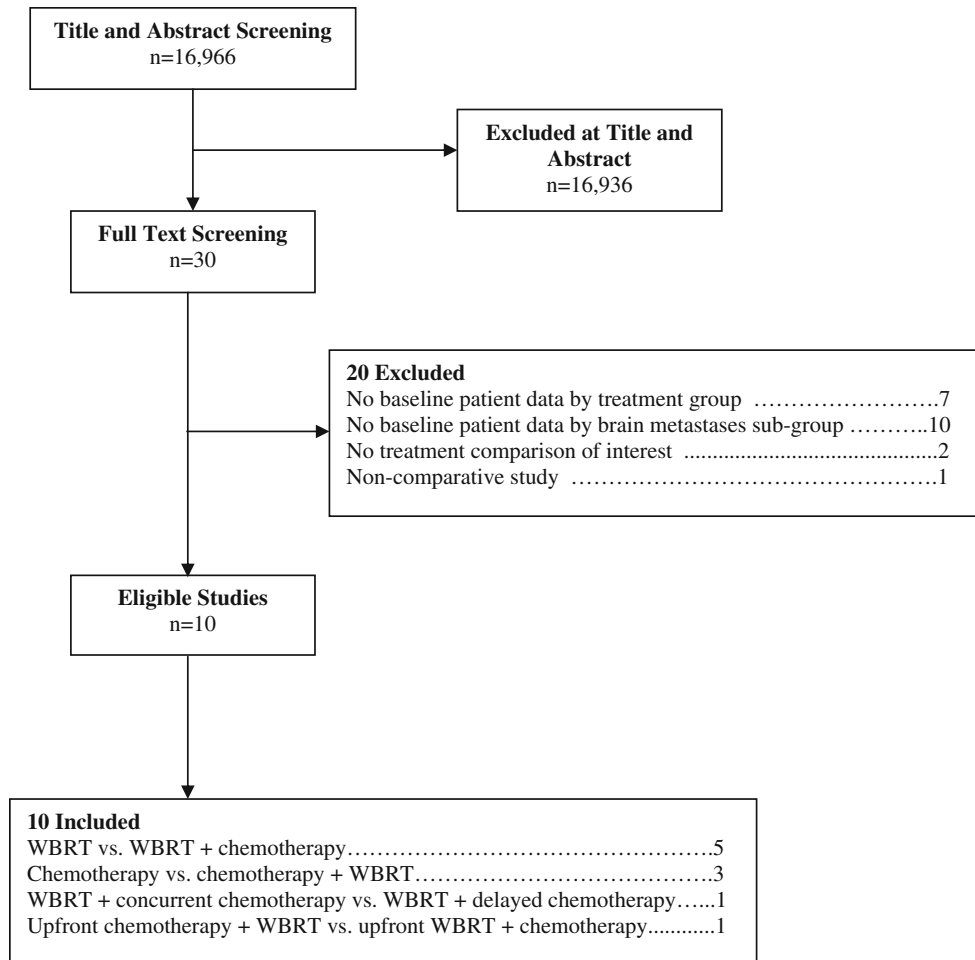 Title and Abstract Screening
n=16,966
Excluded at Title and
Abstract
n=16,936
Full Text Screening
n=30
20 Excluded
No baseline patient data by treatment group ……………………..7
No baseline patient data by brain metastases sub-group ………..10
No treatment comparison of interest .............................................2
Non-comparative study ……………………………………….1
Eligible Studies
n=10
10 Included
WBRT vs. WBRT + chemotherapy……………………………………5
Chemotherapy vs. chemotherapy + WBRT……………………………3
WBRT + concurrent chemotherapy vs. WBRT + delayed chemotherapy…...1
Upfront chemotherapy + WBRT vs. upfront WBRT + chemotherapy............1